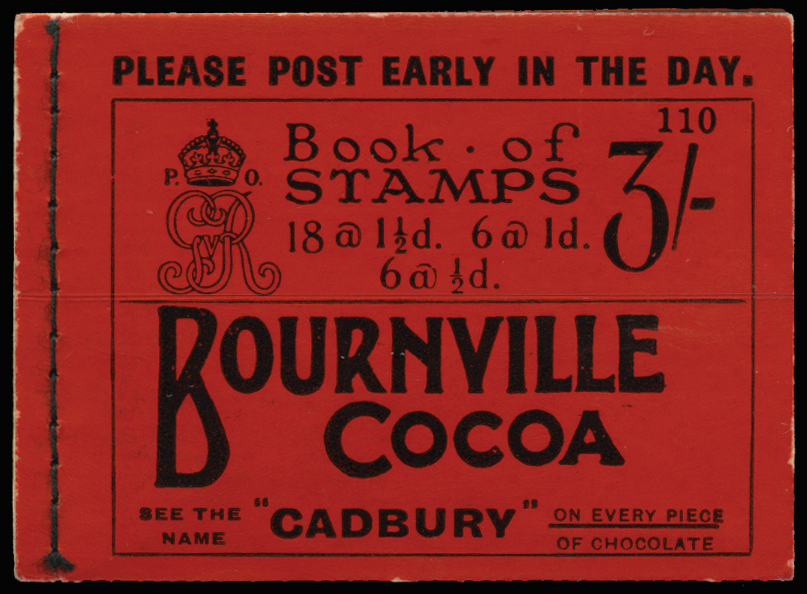 PLEASE POST EARLY IN THE DAY.
110
P. O.
Book · of
STAMPS
3/-
18 @ 1½d. 6 @ 1d.
6 @ ½d.
BOURNVILLE
COCOA
SEE THE
NAME
"CADBURY"
ON EVERY PIECE
OF CHOCOLATE